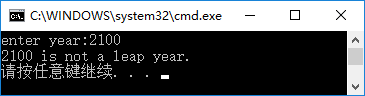 C:\WINDOWS\system32\cmd.exe
enter year:2100
2100 is not a leap year.
请按任意键继续. . .